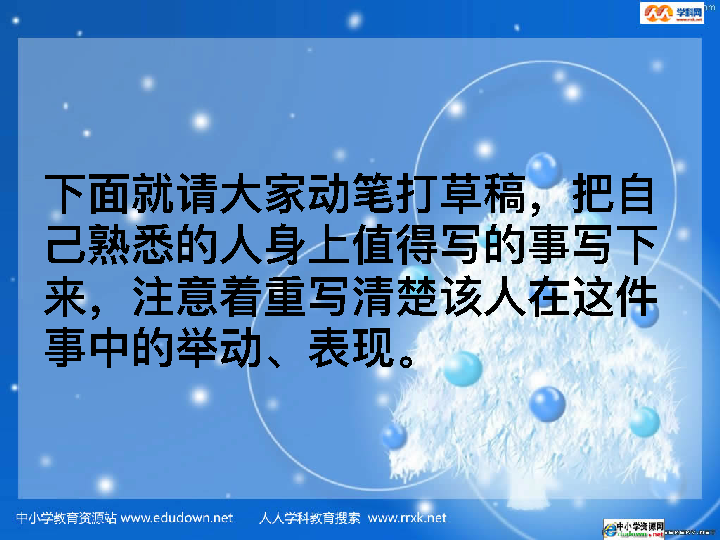 学科网
下面就请大家动笔打草稿，把自
己熟悉的人身上值得写的事写下
来，注意着重写清楚该人在这件
事中的举动、表现。
中小学教育资源站 www.edudown.net 人人学科教育搜索 www.rrxk.net
中小学资源网